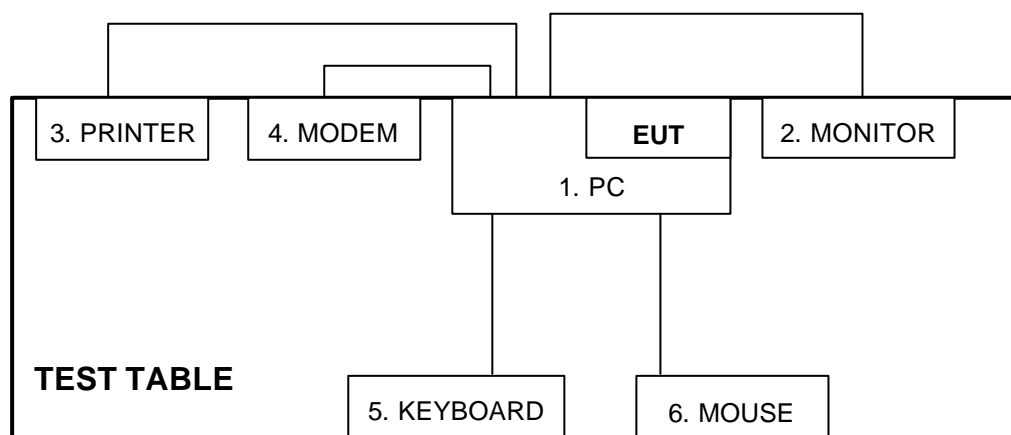 3. PRINTER
4. MODEM
EUT
2. MONITOR
1. PC
TEST TABLE
5. KEYBOARD
6. MOUSE